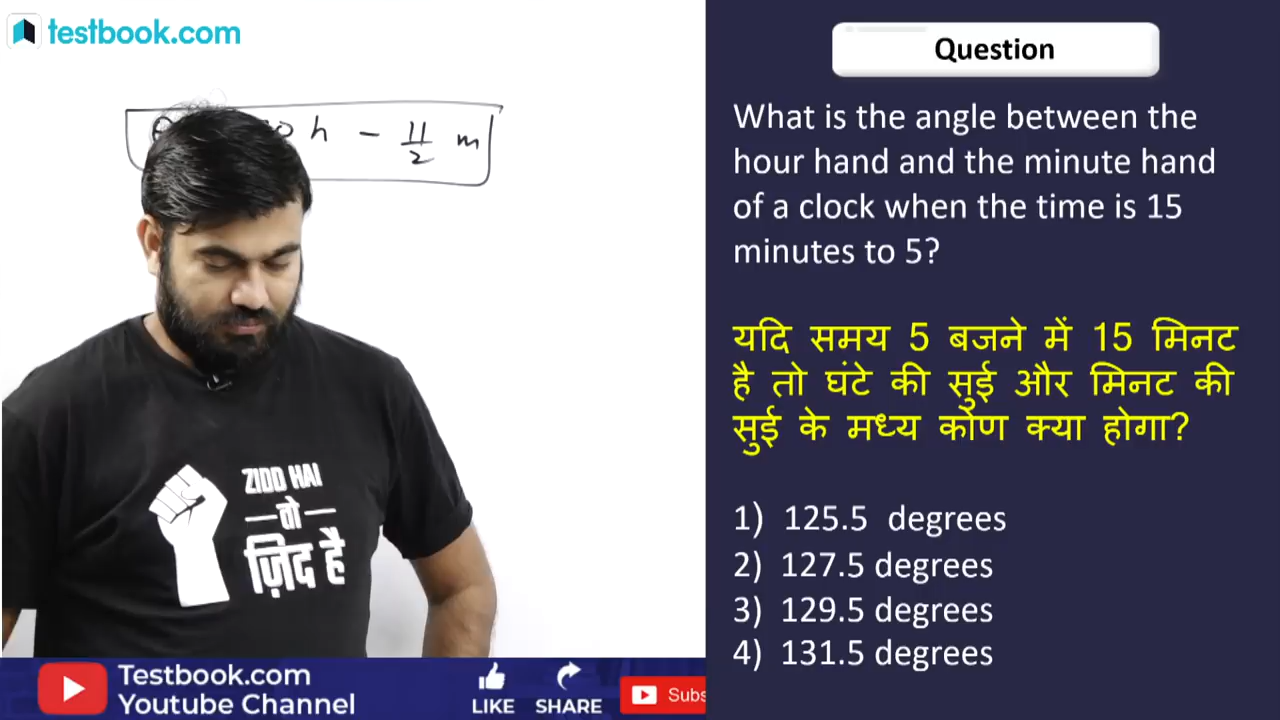 testbook.com
h - 11/2 m
Question
What is the angle between the
hour hand and the minute hand
of a clock when the time is 15
minutes to 5?
यदि समय 5 बजने में 15 मिनट
है तो घंटे की सुई और मिनट की
सुई के मध्य कोण क्या होगा?
1) 125.5 degrees
2) 127.5 degrees
3) 129.5 degrees
4) 131.5 degrees
ZIDD HAI
—तो—
ज़िद है
Testbook.com
Youtube Channel
LIKE
SHARE
Subs